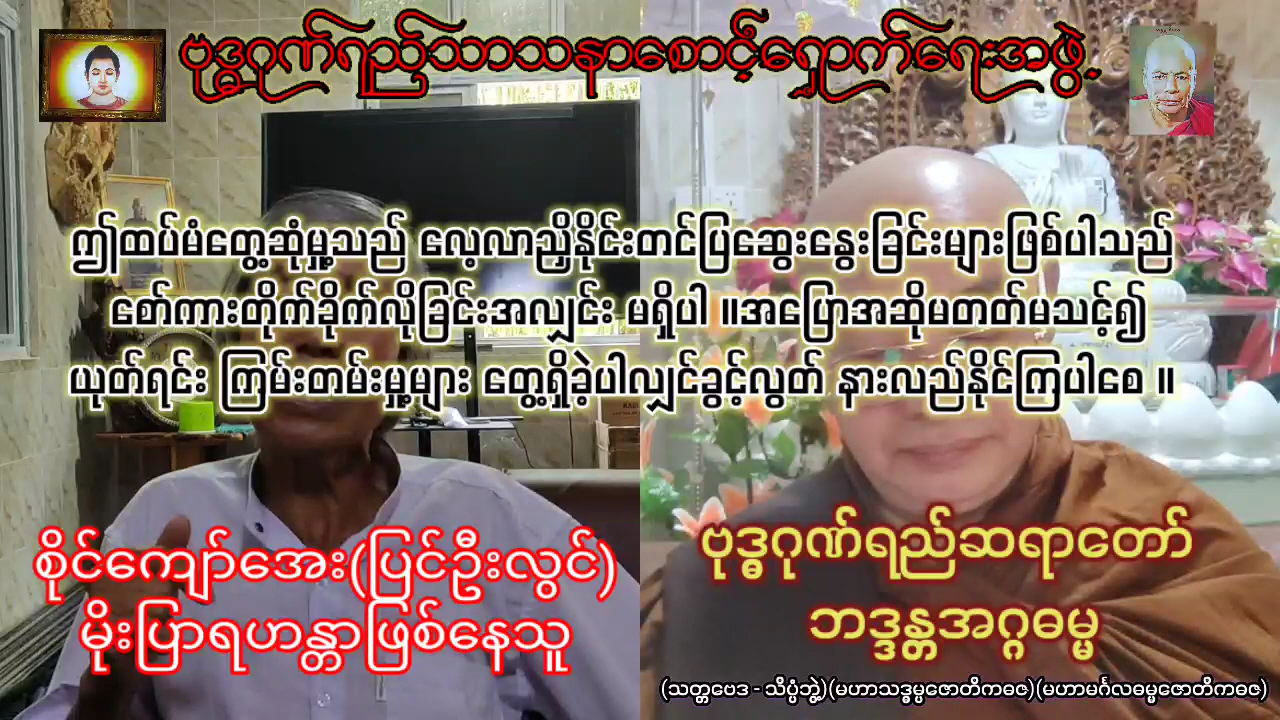 ဗုဒ္ဓဂုဏ်ရည်သာသနာစောင့်ရှောက်ရေးအဖွဲ့
ဤထပ်မံတွေ့ဆုံမှု့သည် လေ့လာညှိနိုင်းတင်ပြဆွေးနွေးခြင်းများဖြစ်ပါသည်
စော်ကားတိုက်ခိုက်လိုခြင်းအလျှင်း မရှိပါ ။အပြောအဆိုမတတ်မသင့်၍
ယုတ်ရင်း ကြမ်းတမ်းမှု့များ တွေ့ရှိခဲ့ပါလျှင်ခွင့်လွတ် နားလည်နိုင်ကြပါစေ ။
စိုင်ကျော်အေး(ပြင်ဦးလွင်)
မိုးပြာရဟန္တာဖြစ်နေသူ
ဗုဒ္ဓဂုဏ်ရည်ဆရာတော်
ဘဒ္ဒန္တအဂ္ဂဓမ္မ
(သတ္တဗေဒ - သိပ္ပံဘွဲ့)(မဟာသဒ္ဓမ္မဇောတိကဓဇ)(မဟာမင်္ဂလဓမ္မဇောတိကဓဇ)